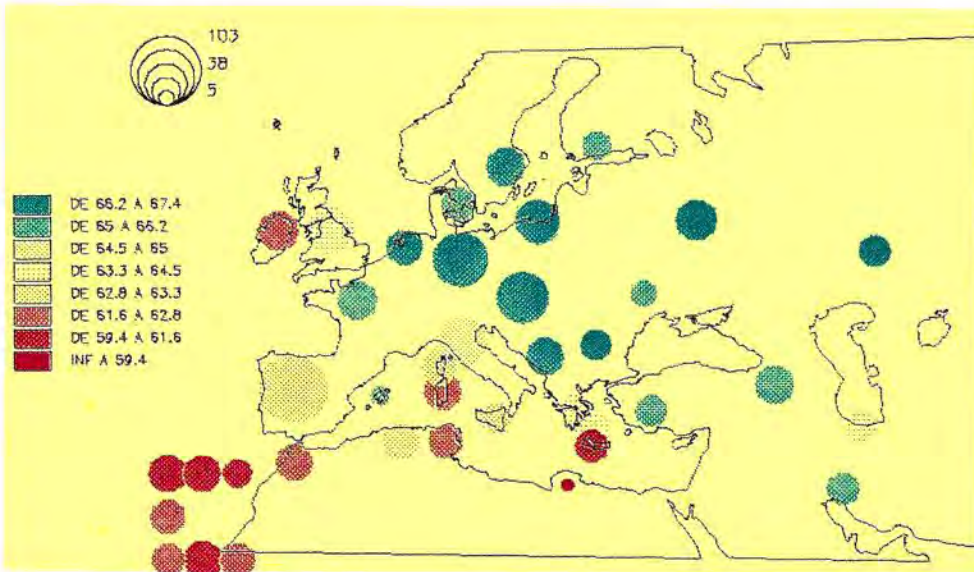 103
38
5
DE 66.2 A 67.4
DE 65 A 66.2
DE 64.5 A 65
DE 63.3 A 64.5
DE 62.8 A 63.3
DE 61.6 A 62.8
DE 59.4 A 61.6
INF A 59.4